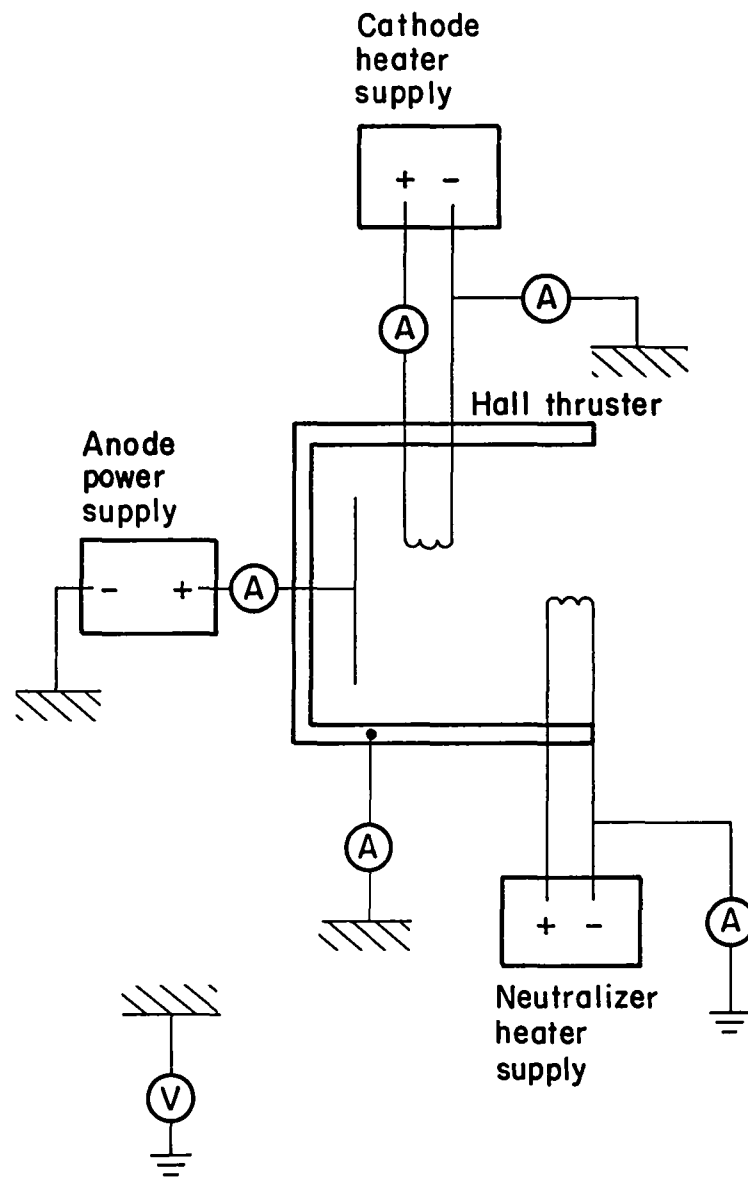 Cathode
heater
supply
+ -
A
A
Hall thruster
Anode
power
supply
- +
A
A
+ -
A
Neutralizer
heater
supply
V